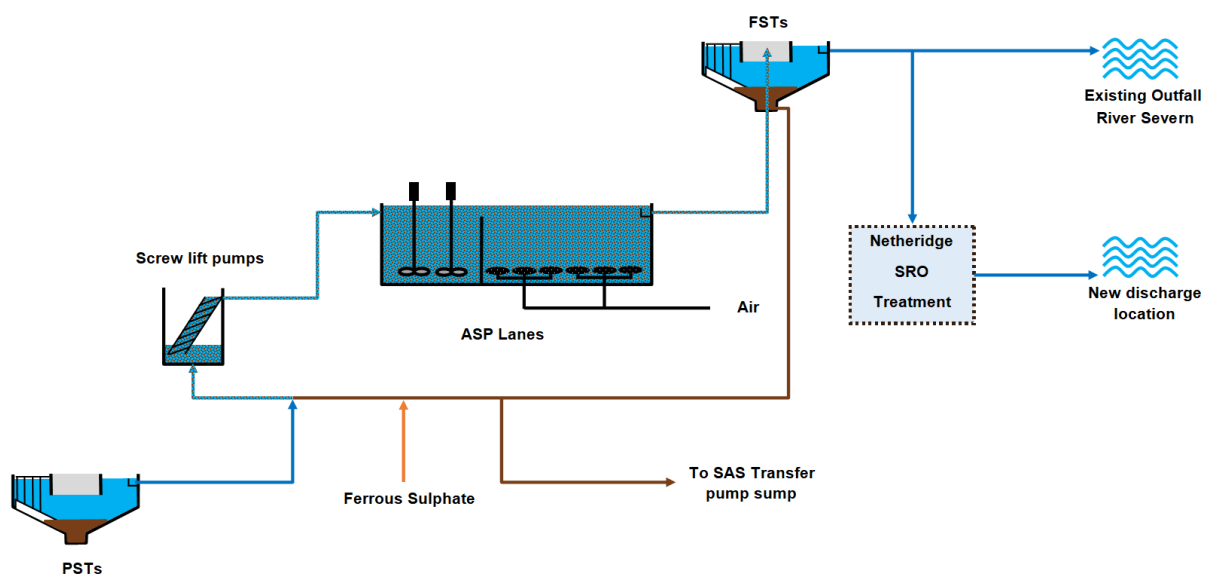 FSTs
Existing Outfall
River Severn
Screw lift pumps
Netheridge
SRO
Treatment
New discharge
location
Air
ASP Lanes
To SAS Transfer
pump sump
Ferrous Sulphate
PSTs